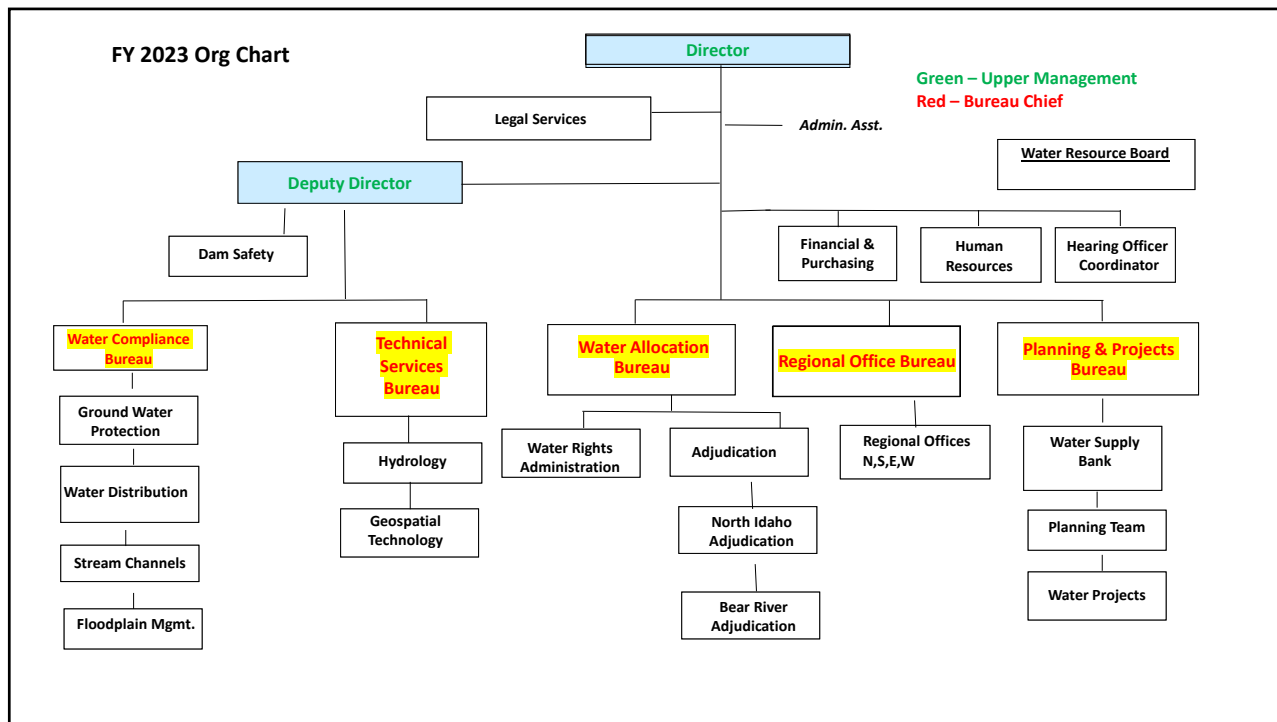 FY 2023 Org Chart
Director
Green – Upper Management
Red – Bureau Chief
Legal Services
Admin. Asst.
Water Resource Board
Deputy Director
Dam Safety
Financial &
Purchasing
Human
Resources
Hearing Officer
Coordinator
Water Compliance
Bureau
Technical
Services
Bureau
Water Allocation
Bureau
Regional Office Bureau
Planning & Projects
Bureau
Ground Water
Protection
Water Distribution
Stream Channels
Floodplain Mgmt.
Hydrology
Geospatial
Technology
Water Rights
Administration
Adjudication
North Idaho
Adjudication
Bear River
Adjudication
Regional Offices
N,S,E,W
Water Supply
Bank
Planning Team
Water Projects